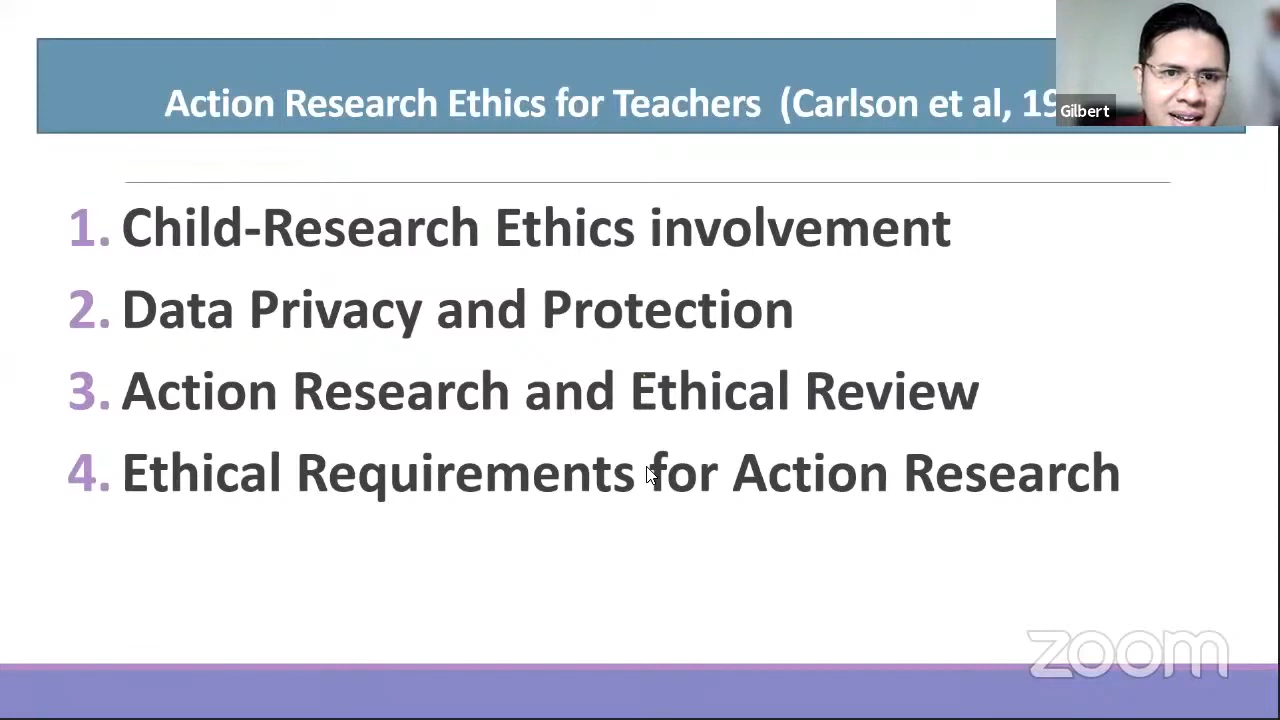 Action Research Ethics for Teachers (Carlson et al, 19
Gilbert
1. Child-Research Ethics involvement
2. Data Privacy and Protection
3. Action Research and Ethical Review
4. Ethical Requirements for Action Research
zoom